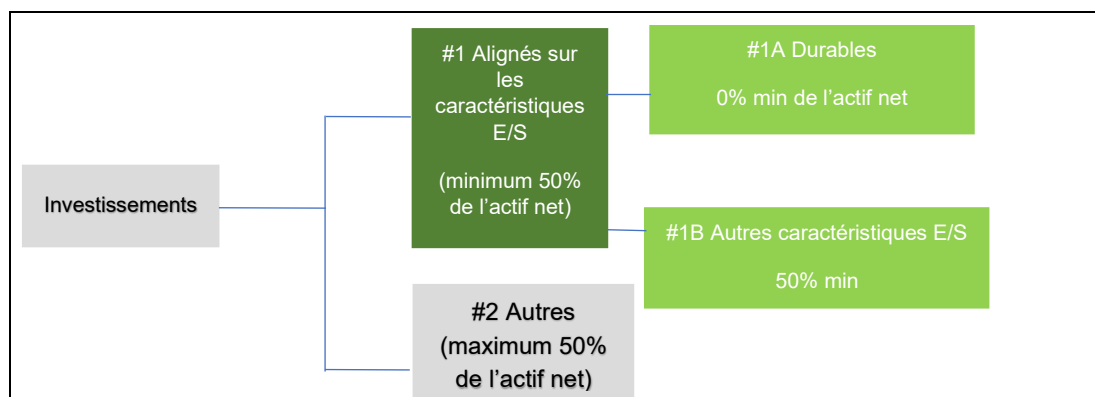 Investissements
#1 Alignés sur
les
caractéristiques
E/S
(minimum 50%
de l’actif net)
#1A Durables
0% min de l’actif net
#1B Autres caractéristiques E/S
50% min
#2 Autres
(maximum 50%
de l’actif net)